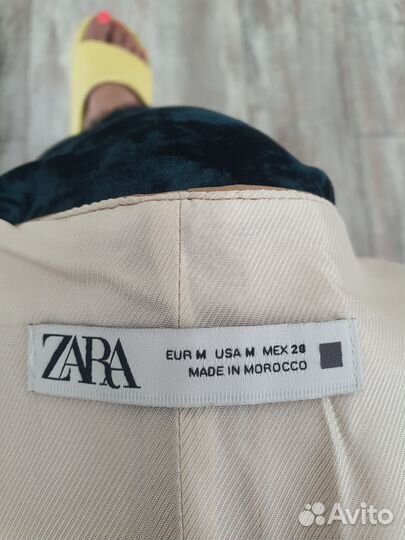 ZARA
EUR M USA M MEX 28
MADE IN MOROCCO
Avito